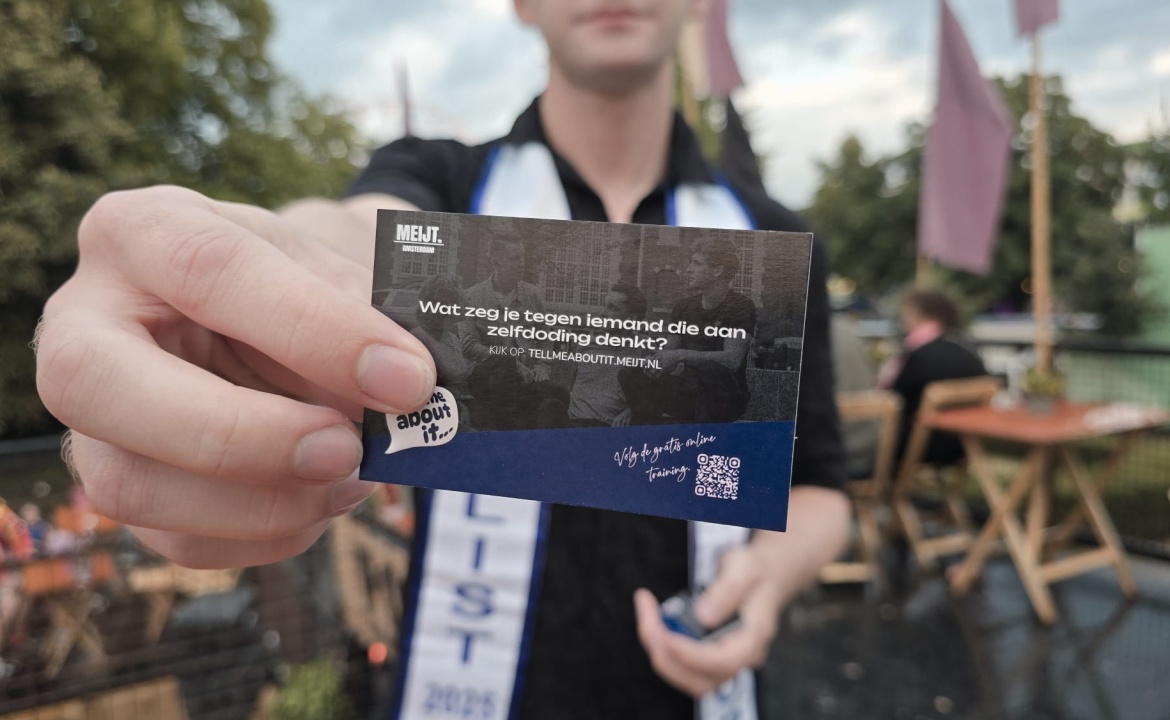 MEIJT.
AMSTERDAM
Wat zeg je tegen iemand die aan
zelfdoding denkt?
KIJK OP TELLMEABOUTIT.MEIJT.NL
me
about
it...
Volg de gratis online
training.
LIST
2025